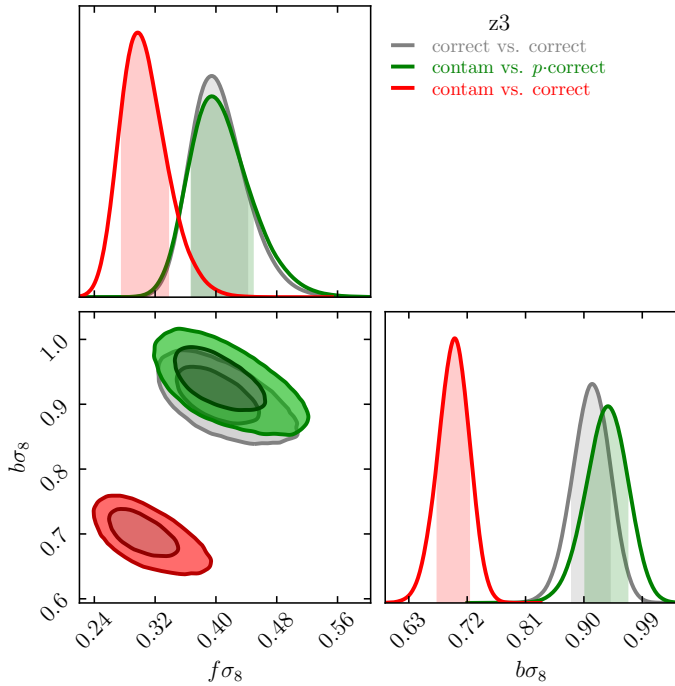 z3
correct vs. correct
contam vs. p·correct
contam vs. correct
1.0
0.9
0.8
0.7
0.6
bσ₈
0.24 0.32 0.40 0.48 0.56
fσ₈
0.63 0.72 0.81 0.90 0.99
bσ₈